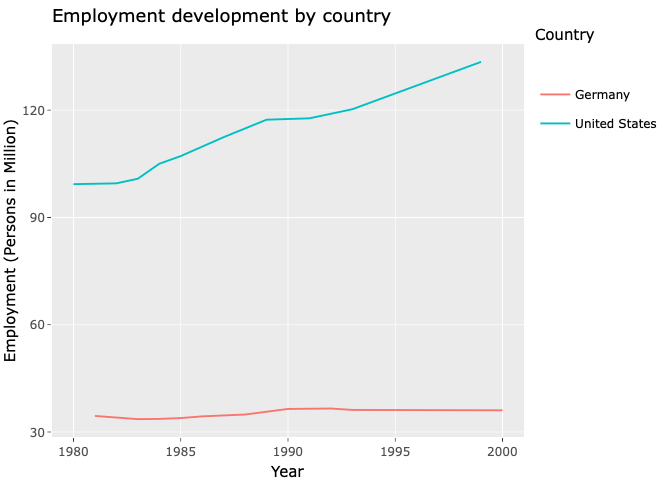 Employment development by country
Country
Germany
United States
Employment (Persons in Million)
120
90
60
30
1980 1985 1990 1995 2000
Year